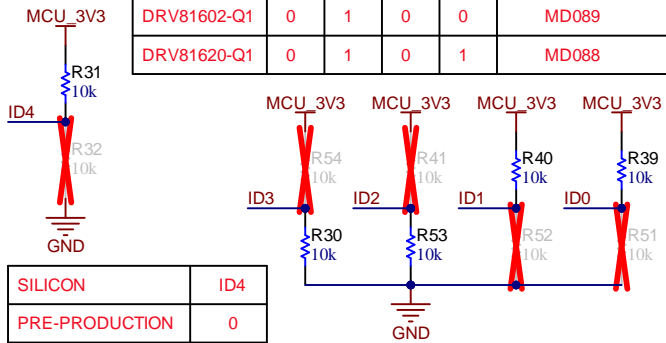 DRV81602-Q1 0 1 0 0 MD089
DRV81620-Q1 0 1 0 1 MD088
MCU_3V3
R31
10k
ID4
R32
10k
GND
MCU_3V3 MCU_3V3 MCU_3V3 MCU_3V3
R54 R41 R40 R39
10k 10k 10k 10k
ID3 ID2 ID1 ID0
R30 R53 R52 R51
10k 10k 10k 10k
GND
SILICON ID4
PRE-PRODUCTION 0